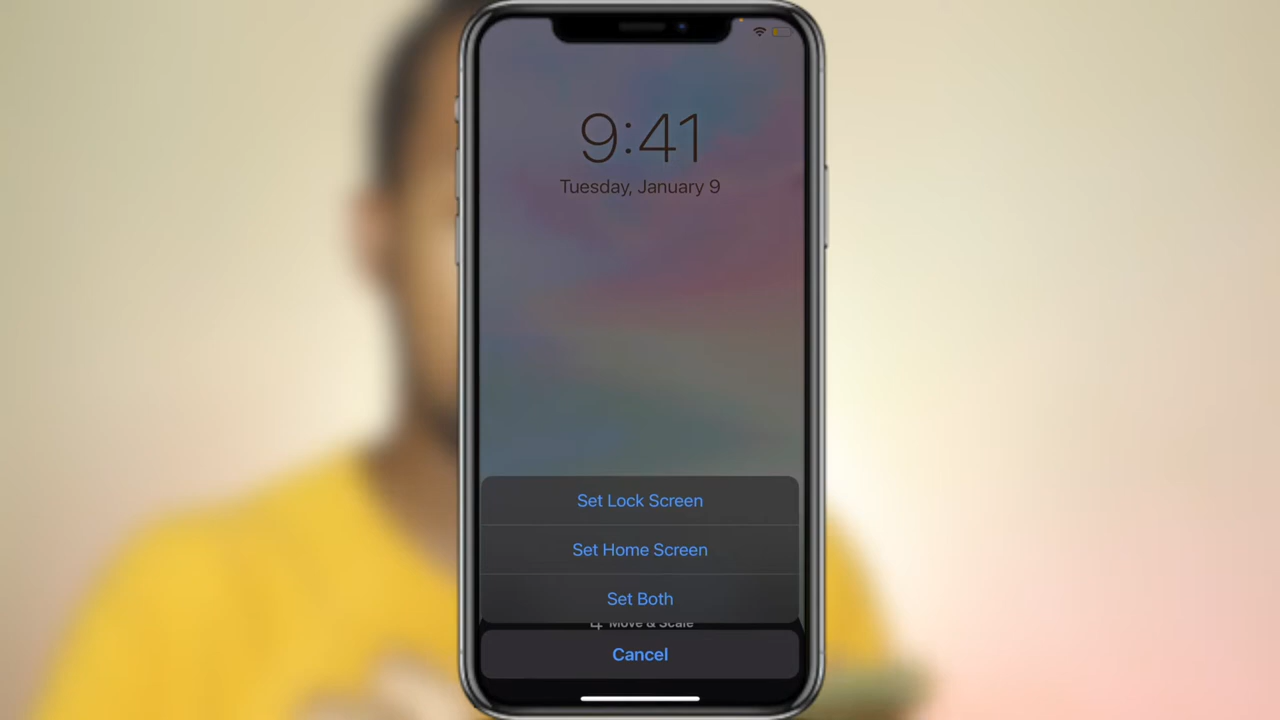 9:41
Tuesday, January 9
Set Lock Screen
Set Home Screen
Set Both
Move & Scale
Cancel